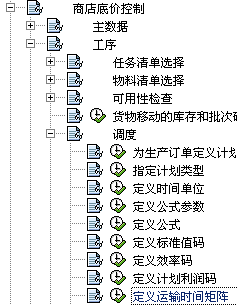 商店底价控制
主数据
工序
任务清单选择
物料清单选择
可用性检查
货物移动的库存和批次
调度
为生产订单定义计划
指定计划类型
定义时间单位
定义公式参数
定义公式
定义标准值码
定义效率码
定义计划利润码
定义运输时间矩阵